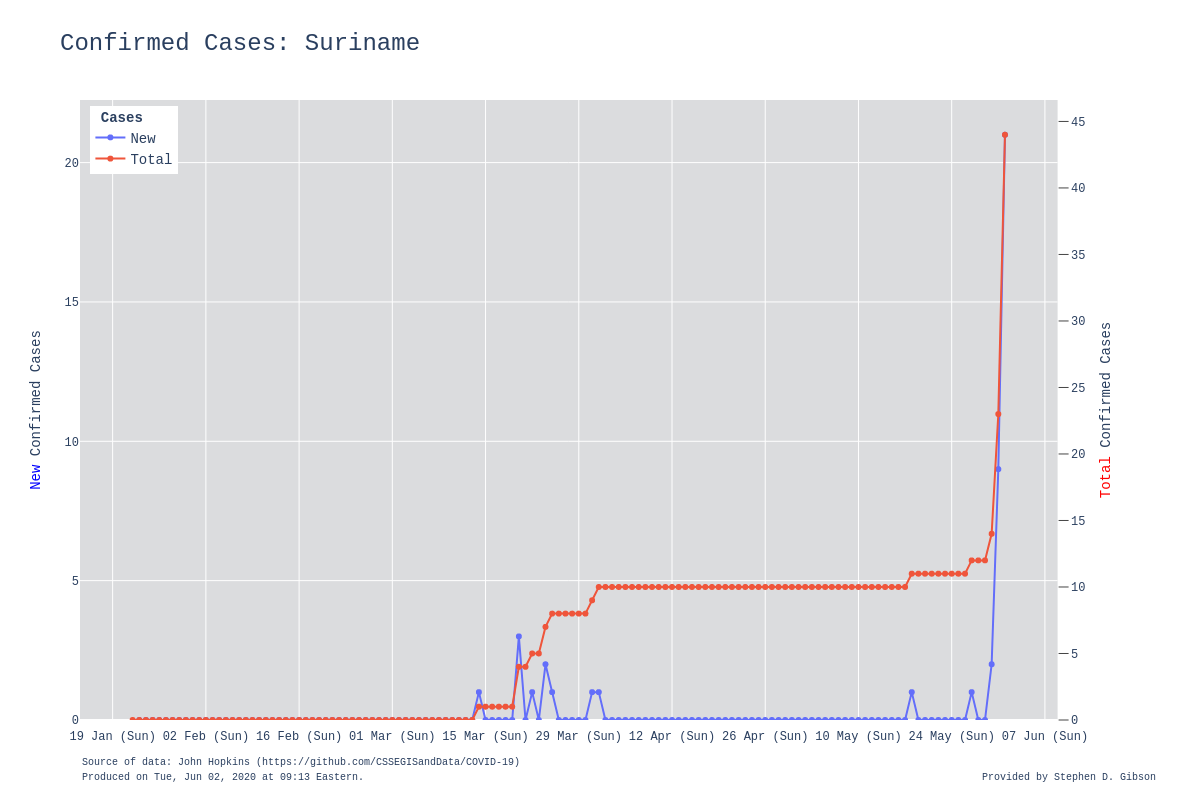 Confirmed Cases: Suriname
Cases
New
Total
20
15
10
5
0
45
40
35
30
25
20
15
10
5
0
New Confirmed Cases
Total Confirmed Cases
19 Jan (Sun) 02 Feb (Sun) 16 Feb (Sun) 01 Mar (Sun) 15 Mar (Sun) 29 Mar (Sun) 12 Apr (Sun) 26 Apr (Sun) 10 May (Sun) 24 May (Sun) 07 Jun (Sun)
Source of data: John Hopkins (https://github.com/CSSEGISandData/COVID-19)
Produced on Tue, Jun 02, 2020 at 09:13 Eastern.
Provided by Stephen D. Gibson